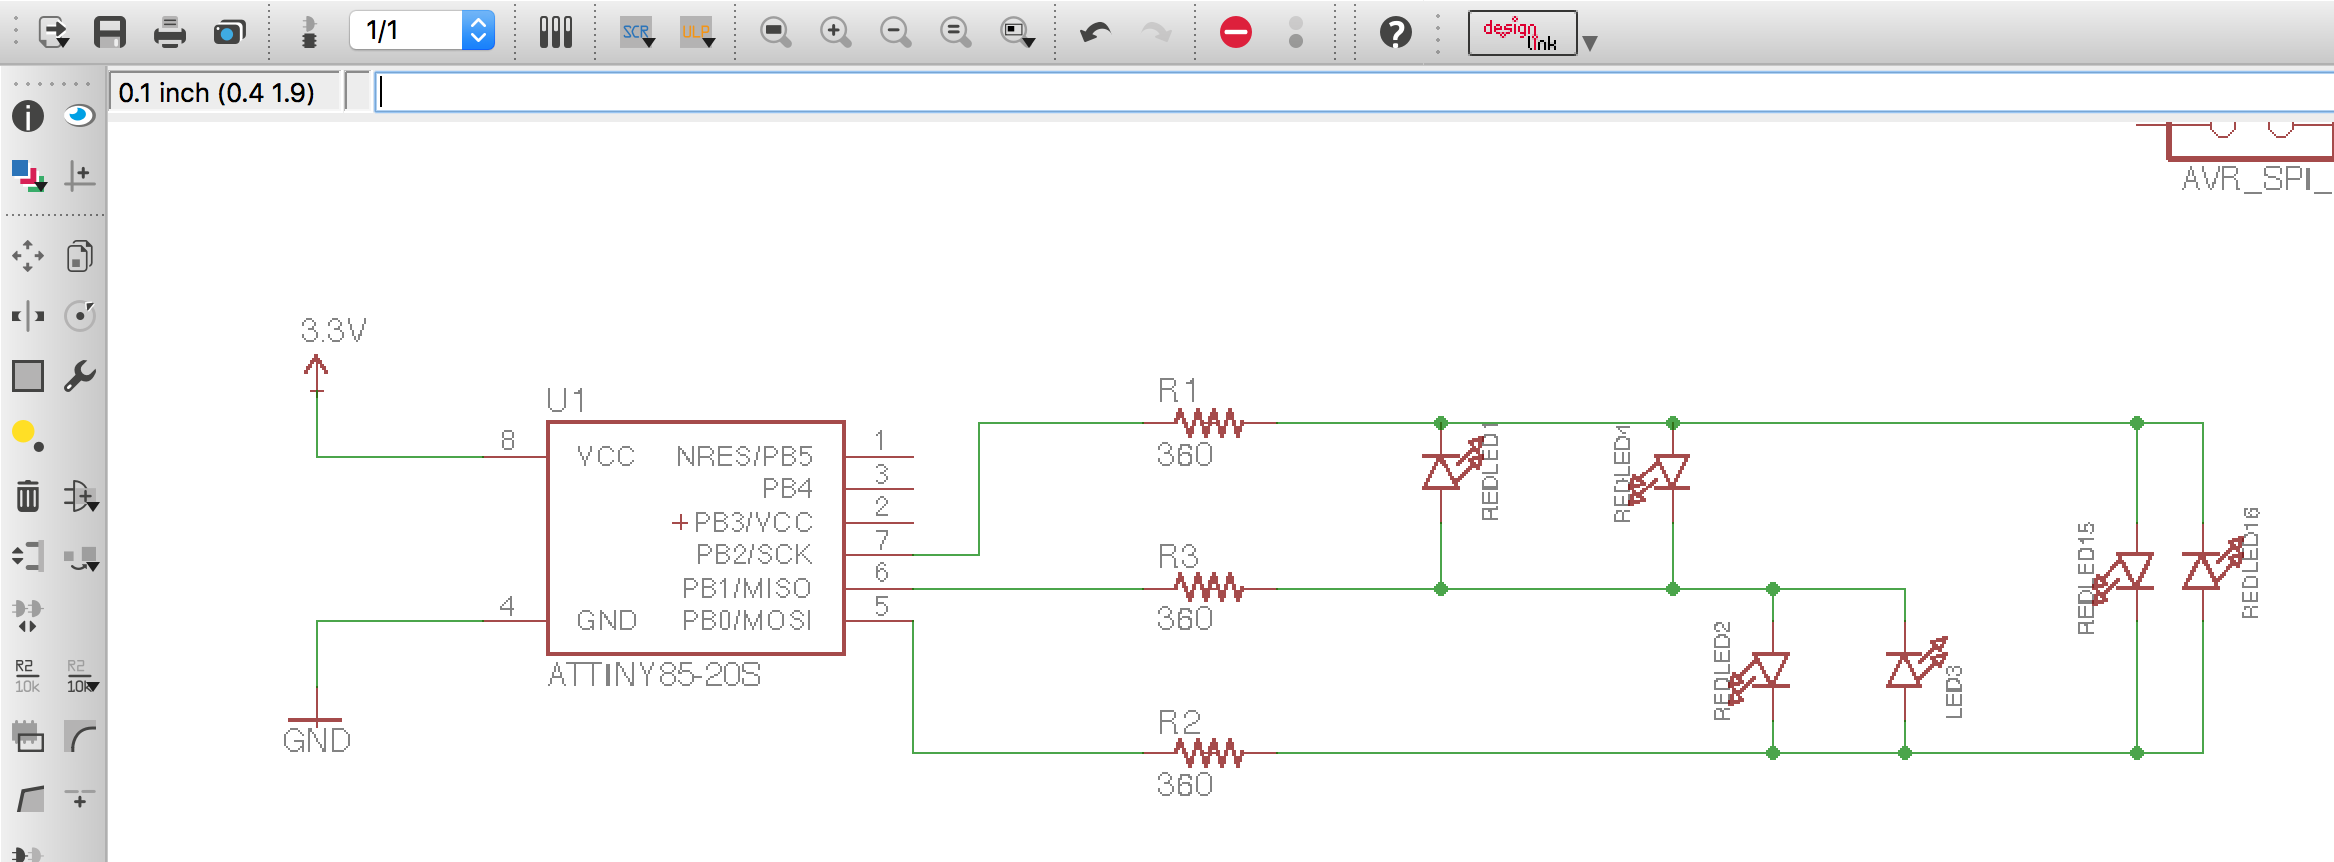 1/1
SCR
ULP
design
link
0.1 inch (0.4 1.9)
AVR_SPI_
3.3V
U1
8
VCC
NRES/PB5
1
PB4
3
+PB3/VCC
2
PB2/SCK
7
PB1/MISO
6
4
GND
PB0/MOSI
5
ATTINY85-20S
GND
R1
360
R3
360
R2
360
REDLED1
REDLED4
REDLED2
LED3
REDLED15
REDLED16
R2
10k
R2
10k